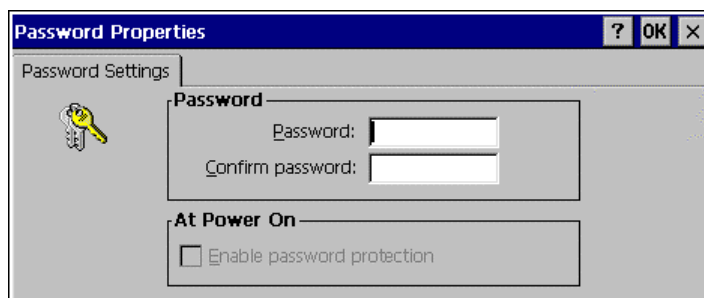 Password Properties ? OK ×
Password Settings
Password
Password:
Confirm password:
At Power On
Enable password protection